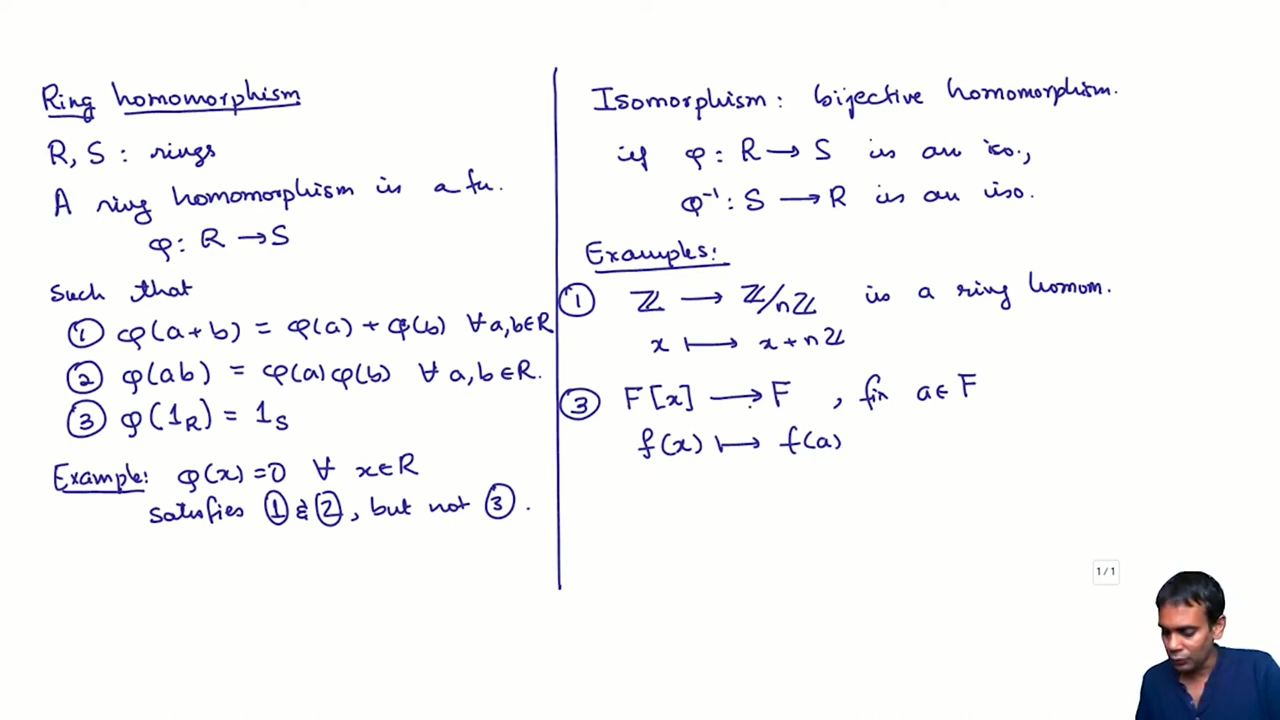 Ring homomorphism
R, S : rings
A ring homomorphism is a fn.
φ: R → S
Such that
① φ(a+b) = φ(a) + φ(b) ∀ a,b ∈ R
② φ(ab) = φ(a)φ(b) ∀ a,b ∈ R.
③ φ(1_R) = 1_S
Example: φ(x) = 0 ∀ x ∈ R
satisfies ① & ②, but not ③.
Isomorphism: bijective homomorphism.
if φ: R → S is an iso.,
φ⁻¹: S → R is an iso.
Examples:
① ℤ → ℤ/nℤ is a ring homom.
x ↦ x + nℤ
③ F[x] → F , fix a ∈ F
f(x) ↦ f(a)
1/1